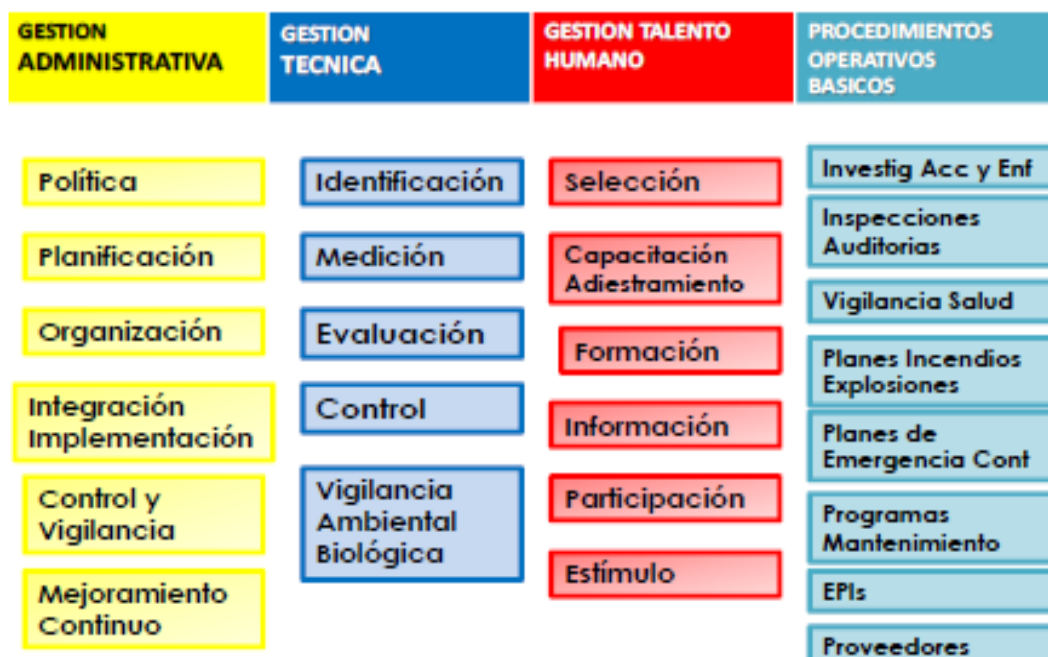 GESTION
ADMINISTRATIVA
Política
Planificación
Organización
Integración
Implementación
Control y
Vigilancia
Mejoramiento
Continuo
GESTION
TECNICA
Identificación
Medición
Evaluación
Control
Vigilancia
Ambiental
Biológica
GESTION TALENTO
HUMANO
Selección
Capacitación
Adiestramiento
Formación
Información
Participación
Estímulo
PROCEDIMIENTOS
OPERATIVOS
BASICOS
Investig Acc y Enf
Inspecciones
Auditorias
Vigilancia Salud
Planes Incendios
Explosiones
Planes de
Emergencia Cont
Programas
Mantenimiento
EPIs
Proveedores